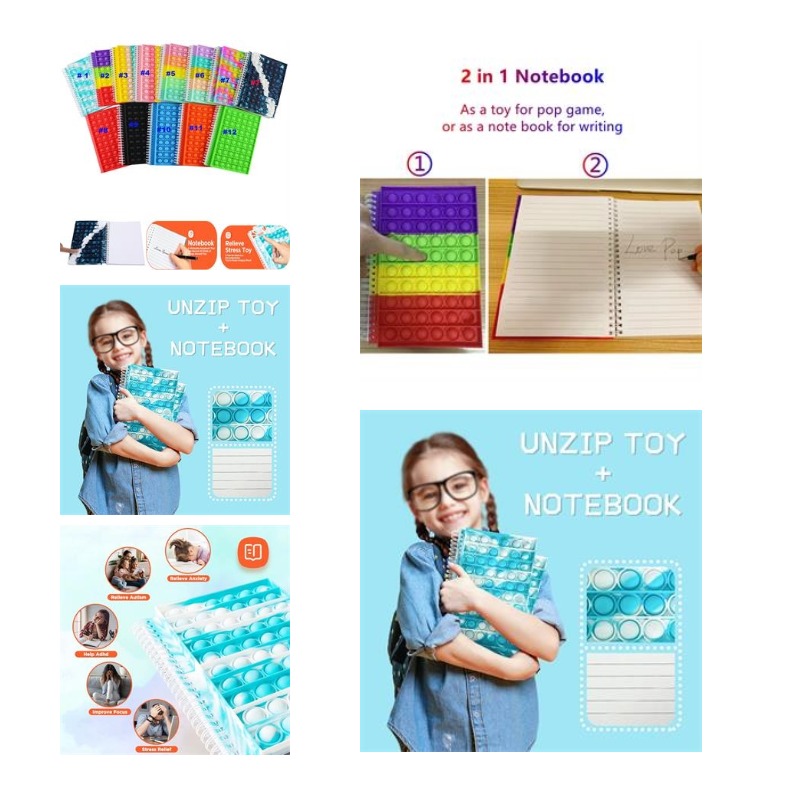 #1
#2
#3
#4
#5
#6
#7
#10
#11
#12
Notebook
Relieve
Stress Toy
UNZIP TOY
+
NOTEBOOK
Relieve Anxiety
Relieve Autism
Help Adhd
Improve Focus
Stress Relief
2 in 1 Notebook
As a toy for pop game,
or as a note book for writing
1
2
Love Pop
UNZIP TOY
+
NOTEBOOK